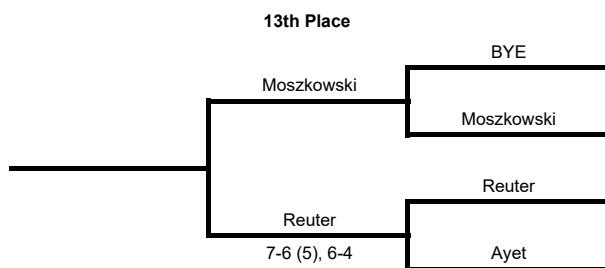 13th Place
BYE
Moszkowski
Moszkowski
Reuter
Reuter
7-6 (5), 6-4
Ayet